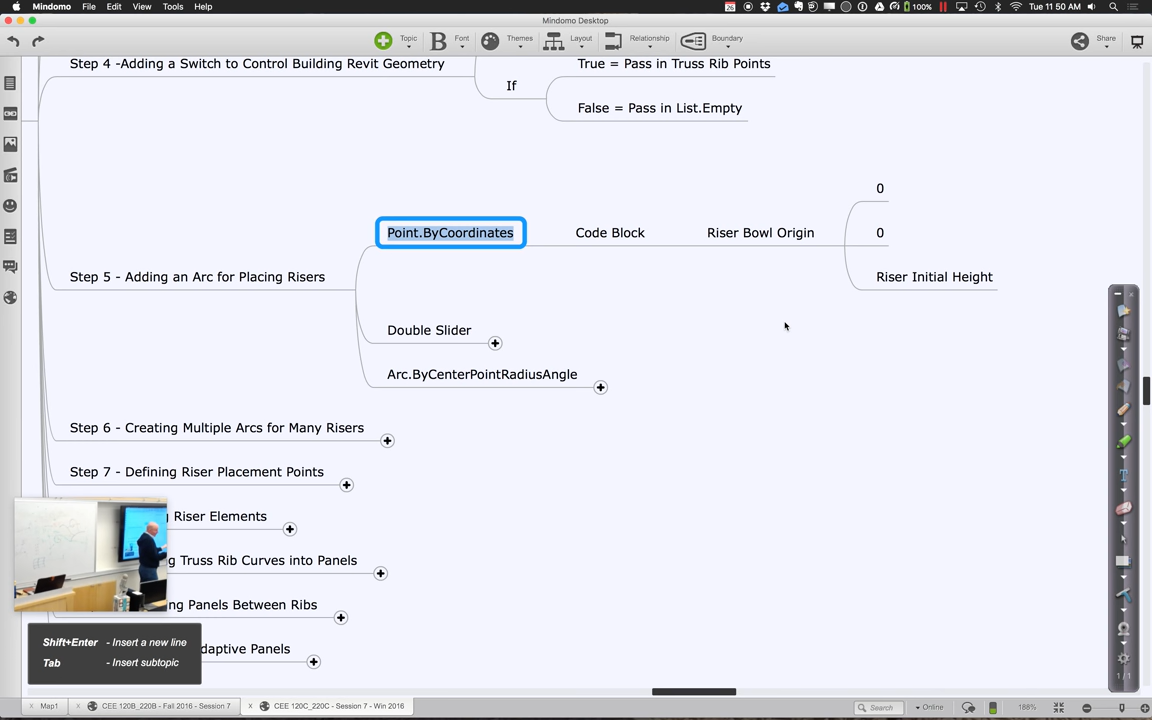 Mindomo File Edit View Tools Help
26
100%
Tue 11 50 AM
Mindomo Desktop
Topic
B Font
Themes
Layout
Relationship
Boundary
Share
Step 4 -Adding a Switch to Control Building Revit Geometry
If
True = Pass in Truss Rib Points
False = Pass in List.Empty
Step 5 - Adding an Arc for Placing Risers
Point.ByCoordinates
Code Block
Riser Bowl Origin
0
0
Riser Initial Height
Double Slider
Arc.ByCenterPointRadiusAngle
Step 6 - Creating Multiple Arcs for Many Risers
Step 7 - Defining Riser Placement Points
Riser Elements
g Truss Rib Curves into Panels
ng Panels Between Ribs
daptive Panels
Shift+Enter - Insert a new line
Tab - Insert subtopic
1/1
x Map1
x CEE 120B_220B - Fall 2016 - Session 7
x CEE 120C_220C - Session 7 - Win 2016
Search
Online
188%